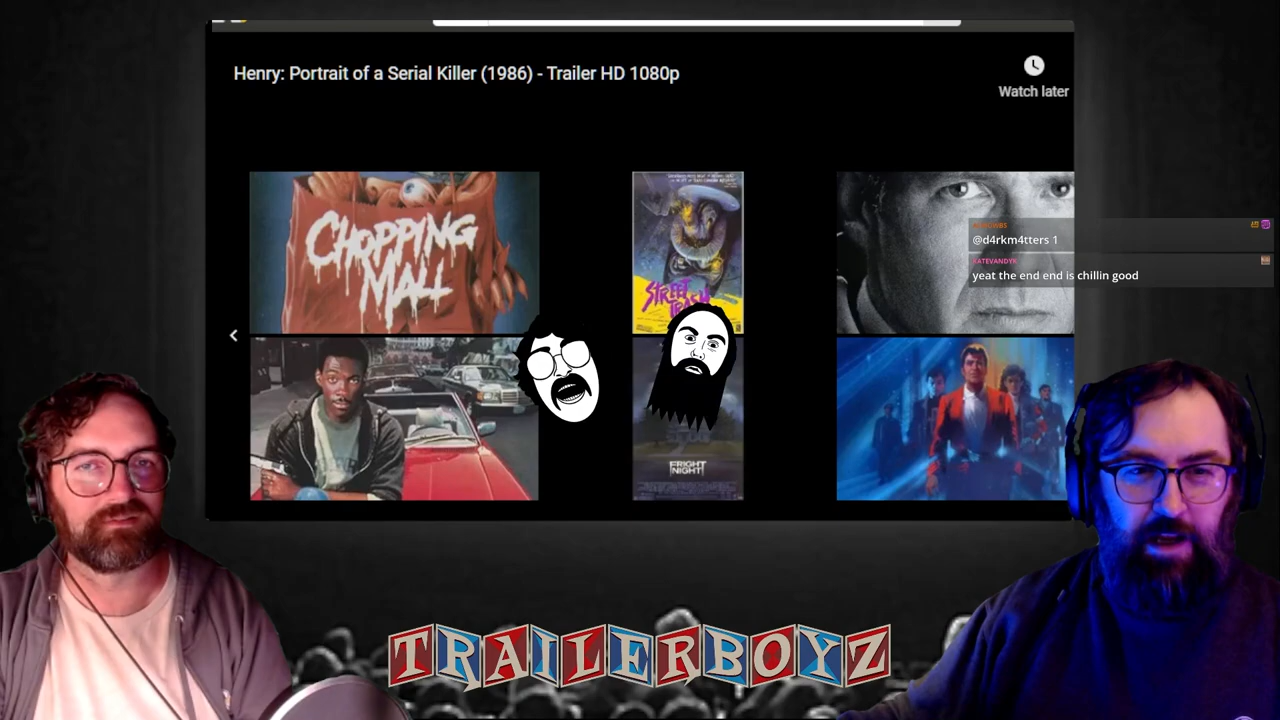 Henry: Portrait of a Serial Killer (1986) - Trailer HD 1080p
Watch later
CHOPPING
MALL
STREET
TRASH
@d4rkm4tters 1
KATEVANDYK
yeat the end end is chillin good
FRIGHT
NIGHT
TRAILERBOYZ